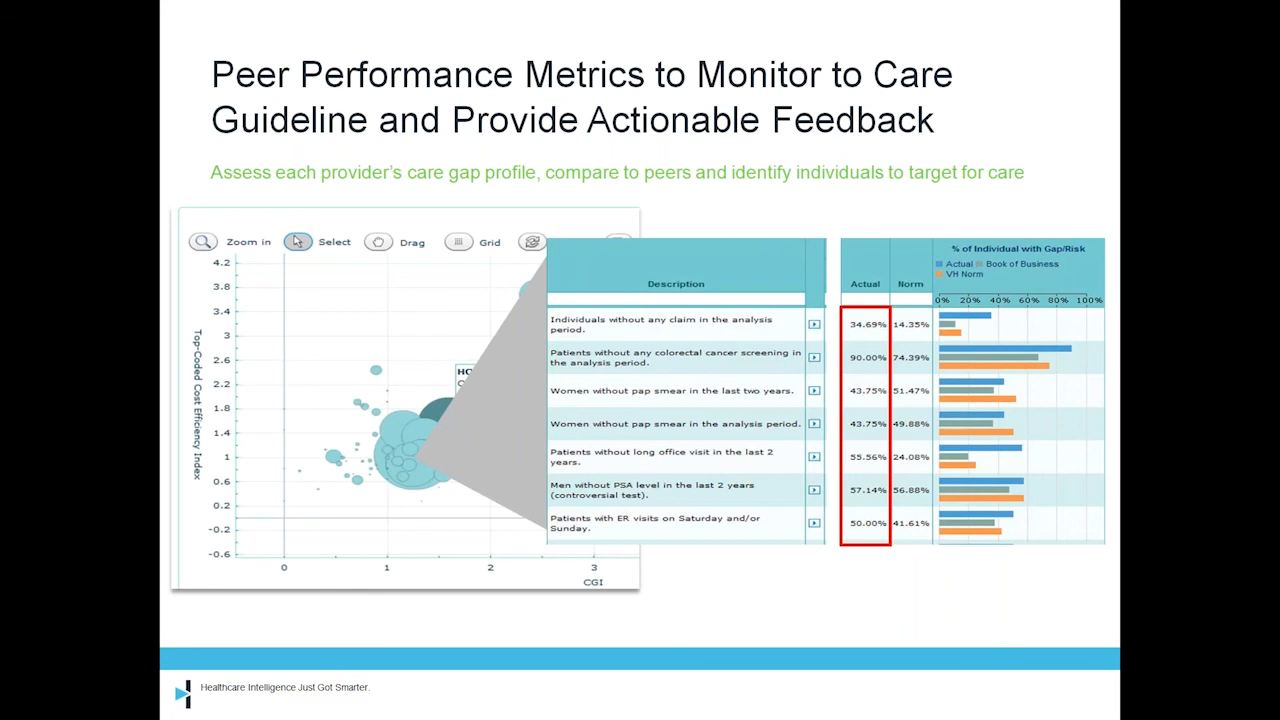 Peer Performance Metrics to Monitor to Care
Guideline and Provide Actionable Feedback
Assess each provider's care gap profile, compare to peers and identify individuals to target for care
Zoom in
Select
Drag
Grid
4.2
3.8
3.4
3
2.6
2.2
1.8
1.4
1
0.6
0.2
-0.2
-0.6
Top-Coded Cost Efficiency Index
0 1 2 3
CGI
Description
Individuals without any claim in the analysis
period.
Patients without any colorectal cancer screening in
the analysis period.
Women without pap smear in the last two years.
Women without pap smear in the analysis period.
Patients without long office visit in the last 2
years.
Men without PSA level in the last 2 years
(controversial test).
Patients with ER visits on Saturday and/or
Sunday.
Actual Norm
34.69% 14.35%
90.00% 74.39%
43.75% 51.47%
43.75% 49.88%
55.56% 24.08%
57.14% 56.88%
50.00% 41.61%
% of Individual with Gap/Risk
Actual Book of Business
VH Norm
0% 20% 40% 60% 80% 100%
Healthcare Intelligence Just Got Smarter.